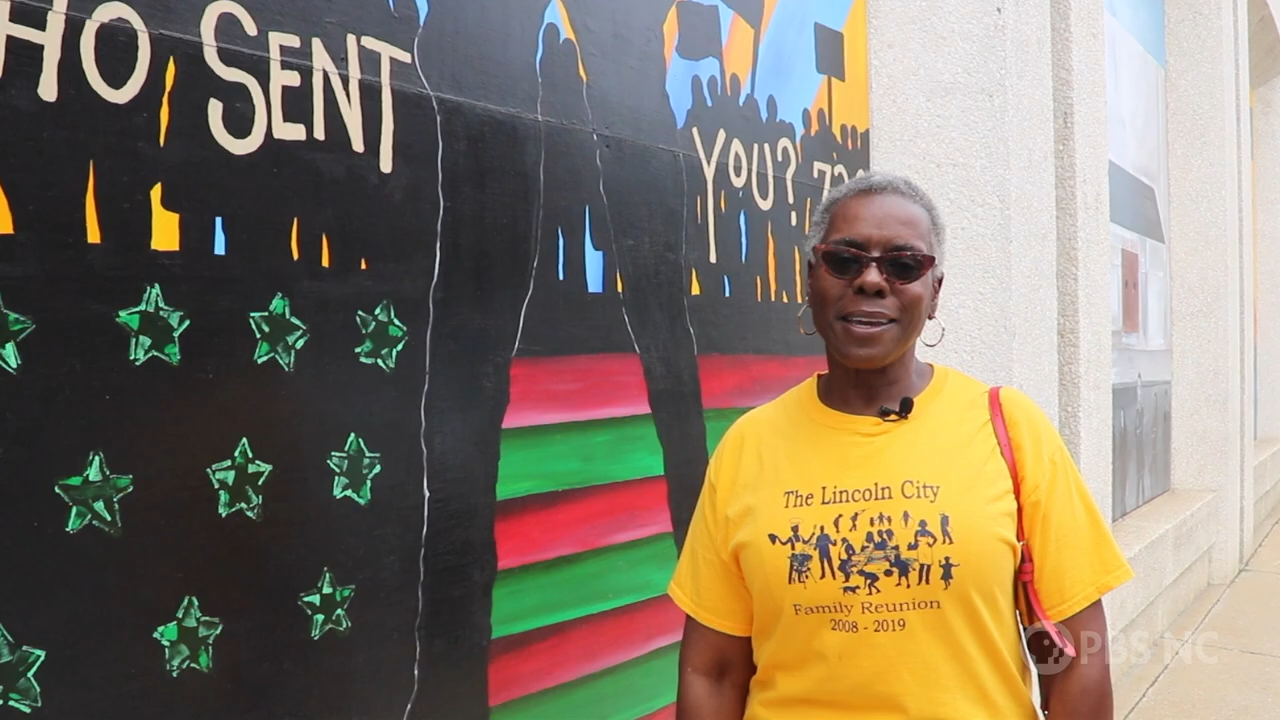 HO SENT
YOU?
The Lincoln City
Family Reunion
2008 - 2019
PBS NC